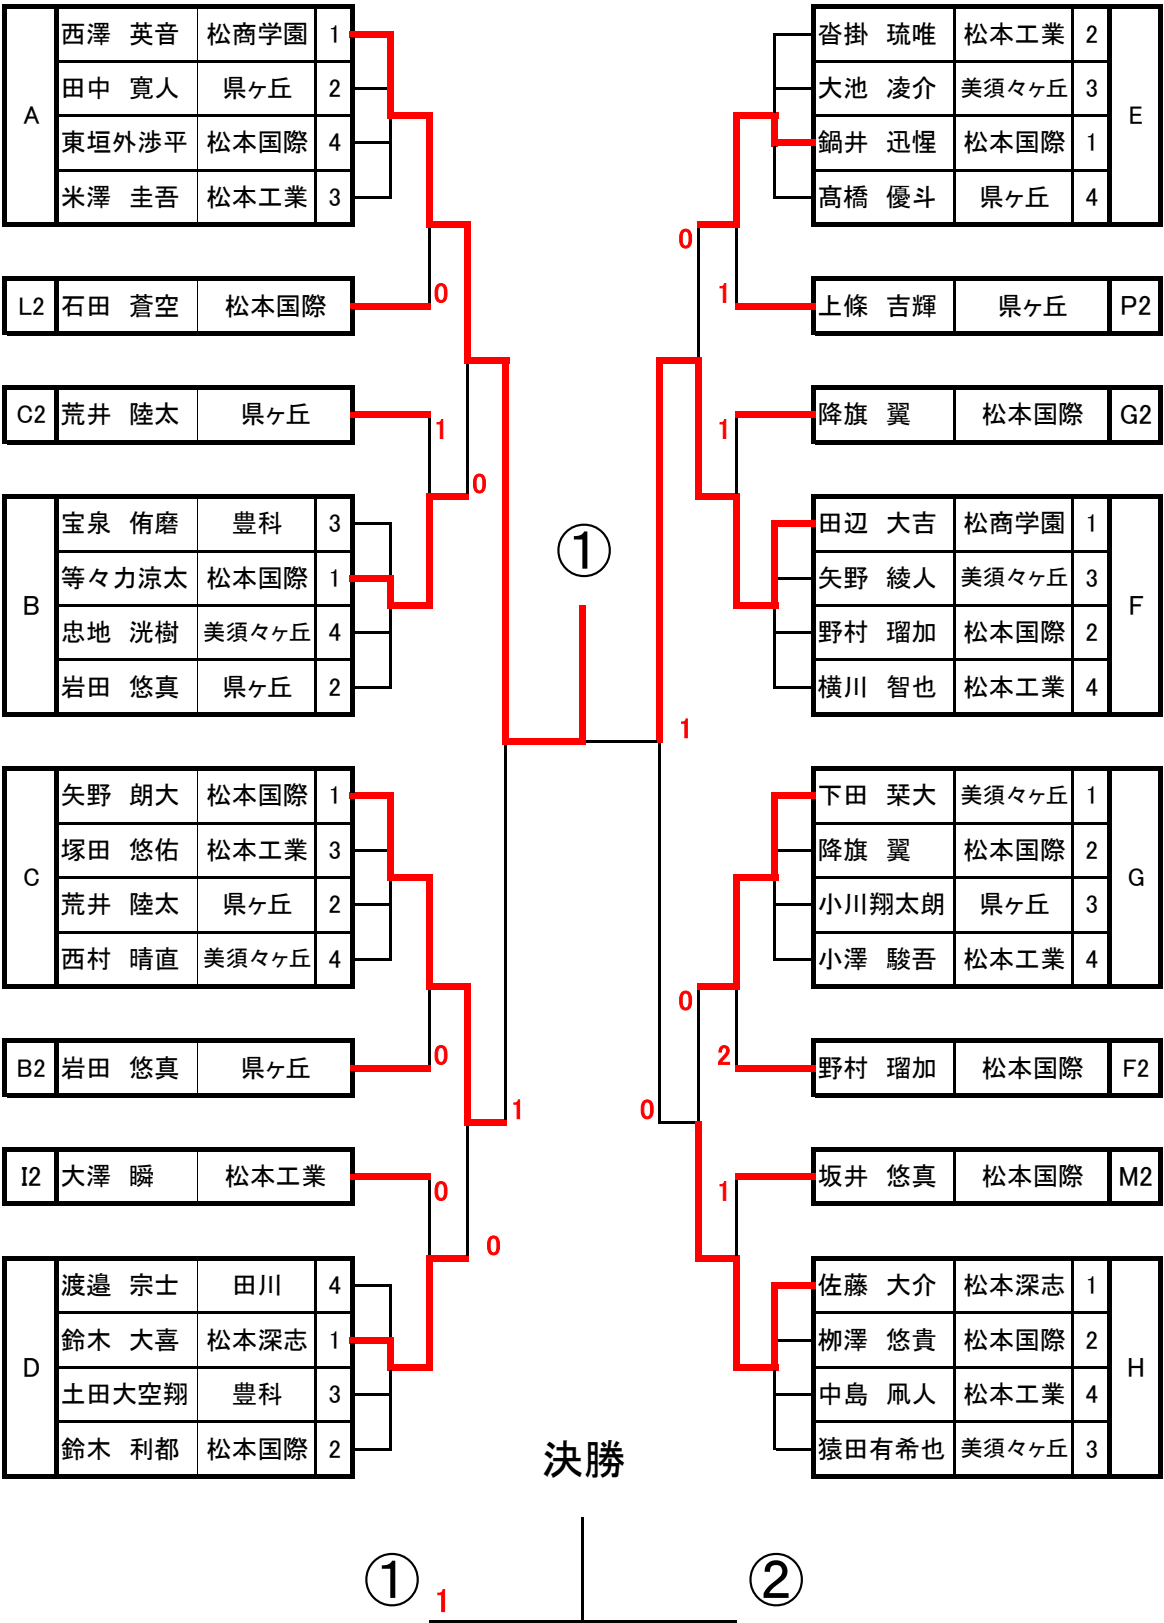 A
西澤 英音 松商学園 1
田中 寛人 県ヶ丘 2
東垣外渉平 松本国際 4
米澤 圭吾 松本工業 3
0
L2 石田 蒼空 松本国際
C2 荒井 陸太 県ヶ丘
1
0
B
宝泉 侑磨 豊科 3
等々力涼太 松本国際 1
忠地 洸樹 美須々ヶ丘 4
岩田 悠真 県ヶ丘 2
C
矢野 朗大 松本国際 1
塚田 悠佑 松本工業 3
荒井 陸太 県ヶ丘 2
西村 晴直 美須々ヶ丘 4
0
B2 岩田 悠真 県ヶ丘
1
I2 大澤 瞬 松本工業
0
0
D
渡邉 宗士 田川 4
鈴木 大喜 松本深志 1
土田大空翔 豊科 3
鈴木 利都 松本国際 2
①
E
沓掛 琉唯 松本工業 2
大池 凌介 美須々ヶ丘 3
鍋井 迅惺 松本国際 1
髙橋 優斗 県ヶ丘 4
0
1
上條 吉輝 県ヶ丘 P2
1
降旗 翼 松本国際 G2
F
田辺 大吉 松商学園 1
矢野 綾人 美須々ヶ丘 3
野村 瑠加 松本国際 2
横川 智也 松本工業 4
1
G
下田 栞大 美須々ヶ丘 1
降旗 翼 松本国際 2
小川翔太朗 県ヶ丘 3
小澤 駿吾 松本工業 4
0
2
野村 瑠加 松本国際 F2
0
1
坂井 悠真 松本国際 M2
H
佐藤 大介 松本深志 1
栁澤 悠貴 松本国際 2
中島 凧人 松本工業 4
猿田有希也 美須々ヶ丘 3
決勝
① 1 ②